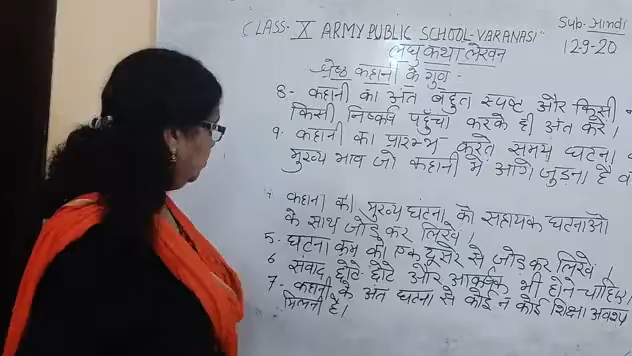 CLASS- X ARMY PUBLIC SCHOOL-VARANASI
Sub- Hindi
12-9-20
लघु कथा लेखन
श्रेष्ठ कहानी के गुण -
8- कहानी का अंत बहुत स्पष्ट और किसी न
किसी निष्कर्ष पहुँचा करके ही अंत करें।
9. कहानी का प्रारम्भ करते समय घटना
मुख्य भाव जो कहानी में आगे जुड़ना है
कहानी की मुख्य घटना को सहायक घटनाओं
के साथ जोड़ कर लिखें।
5. घटना क्रम को एक दूसरे से जोड़ कर लिखें।
6 संवाद छोटे छोटे और आकर्षक भी होने-चाहिए
7. कहानी के अंत घटना से कोई न कोई शिक्षा अवश्य
मिलनी है।